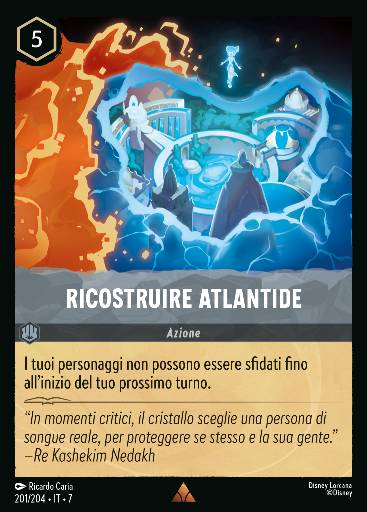 5
RICOSTRUIRE ATLANTIDE
Azione
I tuoi personaggi non possono essere sfidati fino
all'inizio del tuo prossimo turno.
“In momenti critici, il cristallo sceglie una persona di
sangue reale, per proteggere se stesso e la sua gente.”
–Re Kashekim Nedakh
Ricardo Caria
201/204 • IT • 7
Disney Lorcana
©Disney